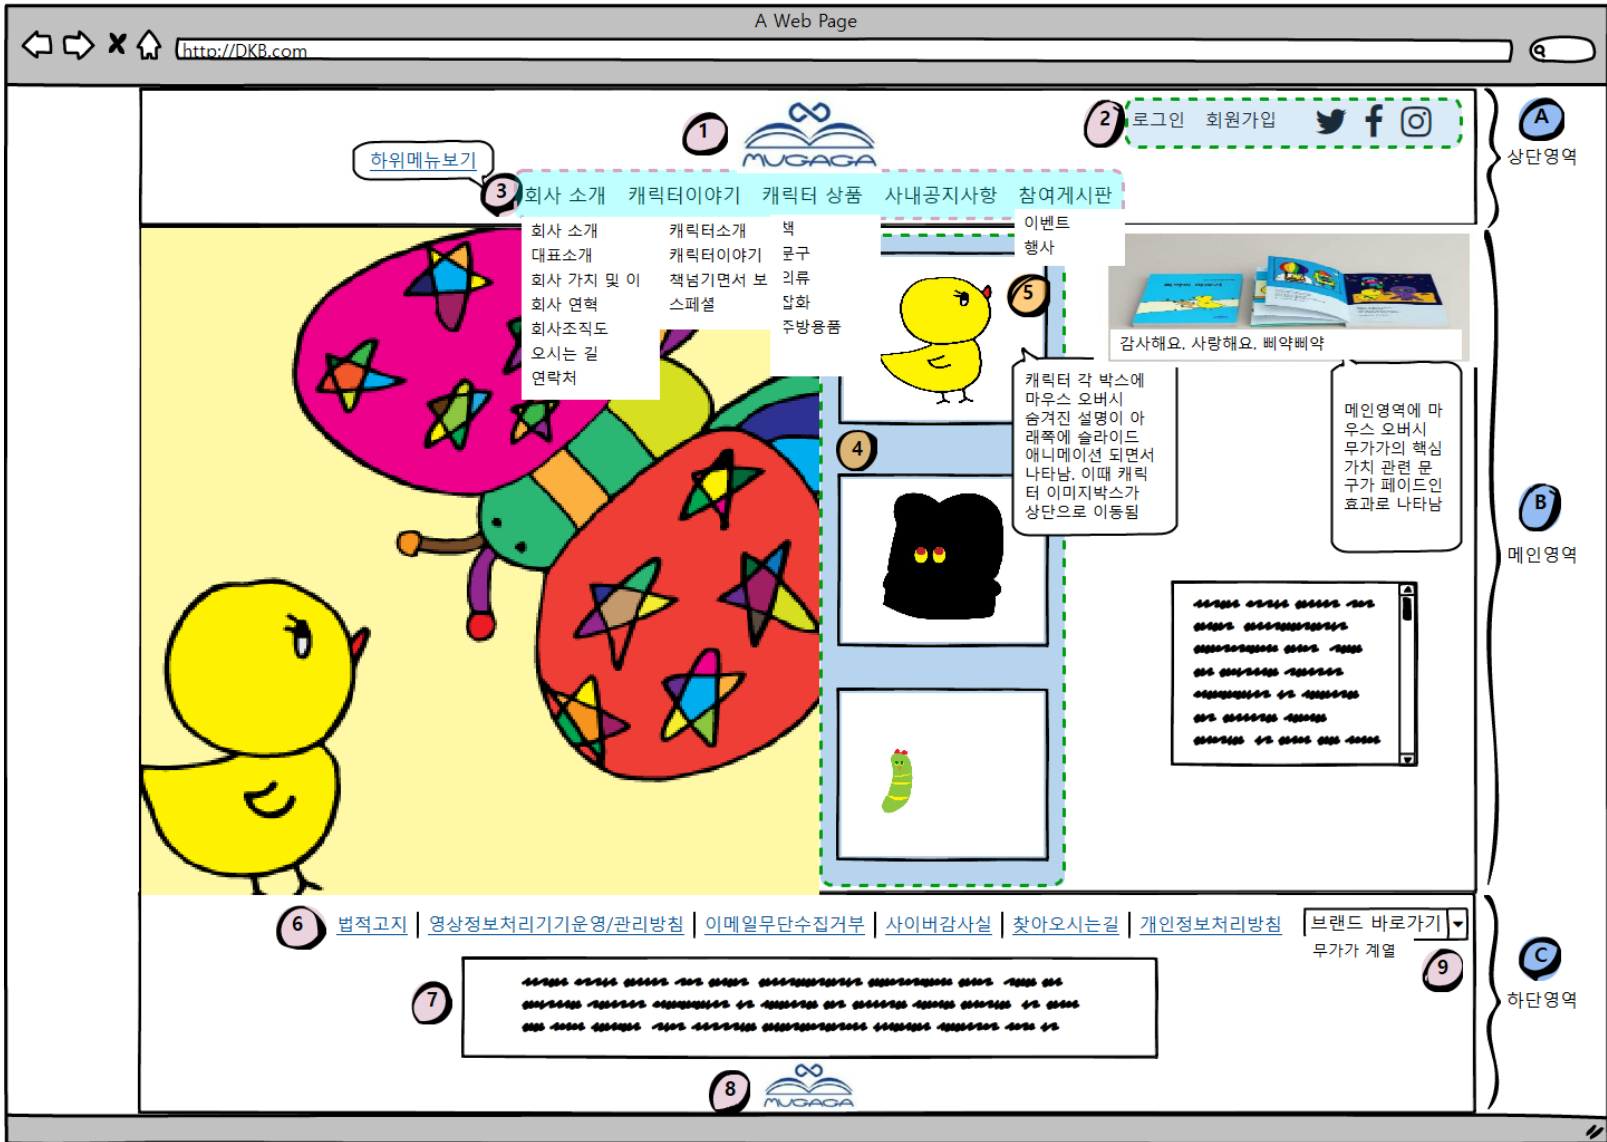 A Web Page
http://DKB.com
1
MUGAGA
2
로그인 회원가입
A
상단영역
하위메뉴보기
3
회사 소개 캐릭터이야기 캐릭터 상품 사내공지사항 참여게시판
회사 소개
대표소개
회사 가치 및 이
회사 연혁
회사조직도
오시는 길
연락처
캐릭터소개
캐릭터이야기
책넘기면서 보
스페셜
책
문구
의류
잡화
주방용품
이벤트
행사
5
감사해요. 사랑해요. 삐약삐약
캐릭터 각 박스에
마우스 오버시
숨겨진 설명이 아
래쪽에 슬라이드
애니메이션 되면서
나타남. 이때 캐릭
터 이미지박스가
상단으로 이동됨
메인영역에 마
우스 오버시
무가가의 핵심
가치 관련 문
구가 페이드인
효과로 나타남
4
B
메인영역
6
법적고지 | 영상정보처리기기운영/관리방침 | 이메일무단수집거부 | 사이버감사실 | 찾아오시는길 | 개인정보처리방침
브랜드 바로가기
무가가 계열
9
C
하단영역
7
8
MUGAGA